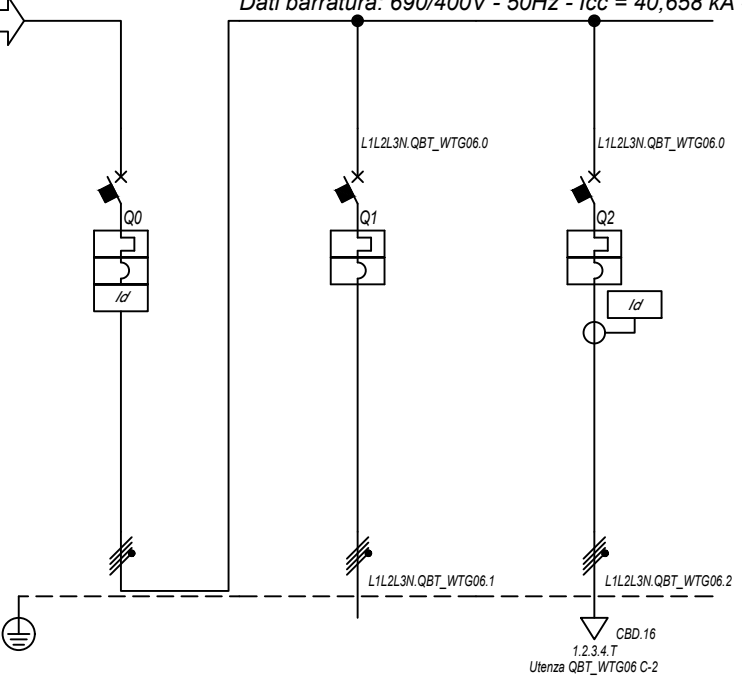 Dati barratura: 690/400V - 50Hz - Icc = 40,658 kA
L1L2L3N.QBT_WTG06.0
L1L2L3N.QBT_WTG06.0
Q0
Q1
Q2
Id
Id
L1L2L3N.QBT_WTG06.1
L1L2L3N.QBT_WTG06.2
CBD.16
1.2.3.4.T
Utenza QBT_WTG06 C-2